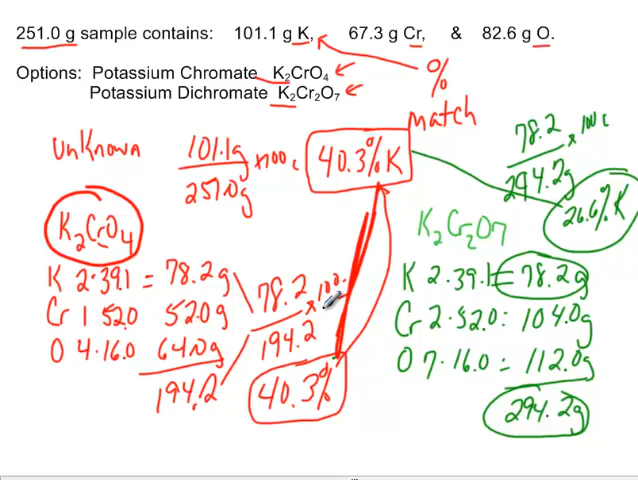 251.0 g sample contains: 101.1 g K, 67.3 g Cr, & 82.6 g O.
Options: Potassium Chromate K₂CrO₄
Potassium Dichromate K₂Cr₂O₇
%
match
unknown
101.1g
251.0g
x100
40.3% K
78.2
294.2g
x 100
26.6% K
K₂CrO₄
K 2·39.1 = 78.2g
Cr 1 52.0 52.0g
O 4·16.0 64.0g
194.2
78.2
194.2
x 100
40.3%
K₂Cr₂O7
K 2·39.1 = 78.2g
Cr 2·52.0 = 104.0g
O 7·16.0 = 112.0g
294.2g